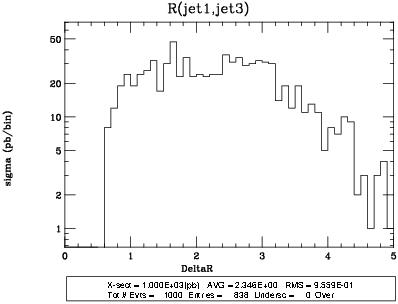 R(jet1,jet3)
50
20
10
5
2
1
sigma (pb/bin)
0 1 2 3 4 5
DeltaR
X-sect = 1.000E+03(pb) AVG = 2.346E+00 RMS = 9.559E-01
Tot # Evts = 1000 Entries = 838 Undersc = 0 Over